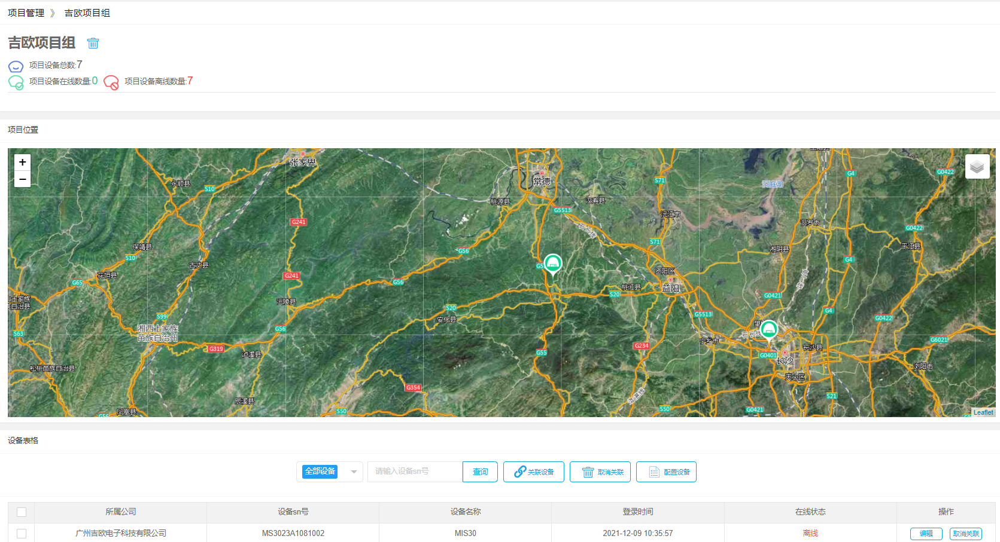 项目管理 》 吉欧项目组
吉欧项目组
项目设备总数:7
项目设备在线数量:0 项目设备离线数量:7
项目位置
+
−
张家界
永顺县
S10
常德
桃源县
汉寿县
S71
洞庭湖
G4
G0422
G5513
沅江市
石长线
G241
汨罗市
G0422
保靖县
S10
古丈县
G56
S71
湘阴县
平江县
G4
花垣县
G65
G241
G56
资阳区
益阳
桃江县
S20
G0421
沅陵县
S20
安化县
S99
G5513
G4
G0422
湘西土家族
苗族自治州
G56
S63
G319
泸溪县
G55
G234
宁乡市
G0401
长沙
长沙县
G6021
松桃苗族自治县
天心区
浏阳市
G354
辰溪县
凤凰县
G56
S50
S50
G0421
S21
Leaflet
设备表格
全部设备 请输入设备sn号 查询 关联设备 取消关联 配置设备
所属公司 设备sn号 设备名称 登录时间 在线状态 操作
广州吉欧电子科技有限公司 MS3023A1081002 MIS30 2021-12-09 10:35:57 离线 编辑 取消关联